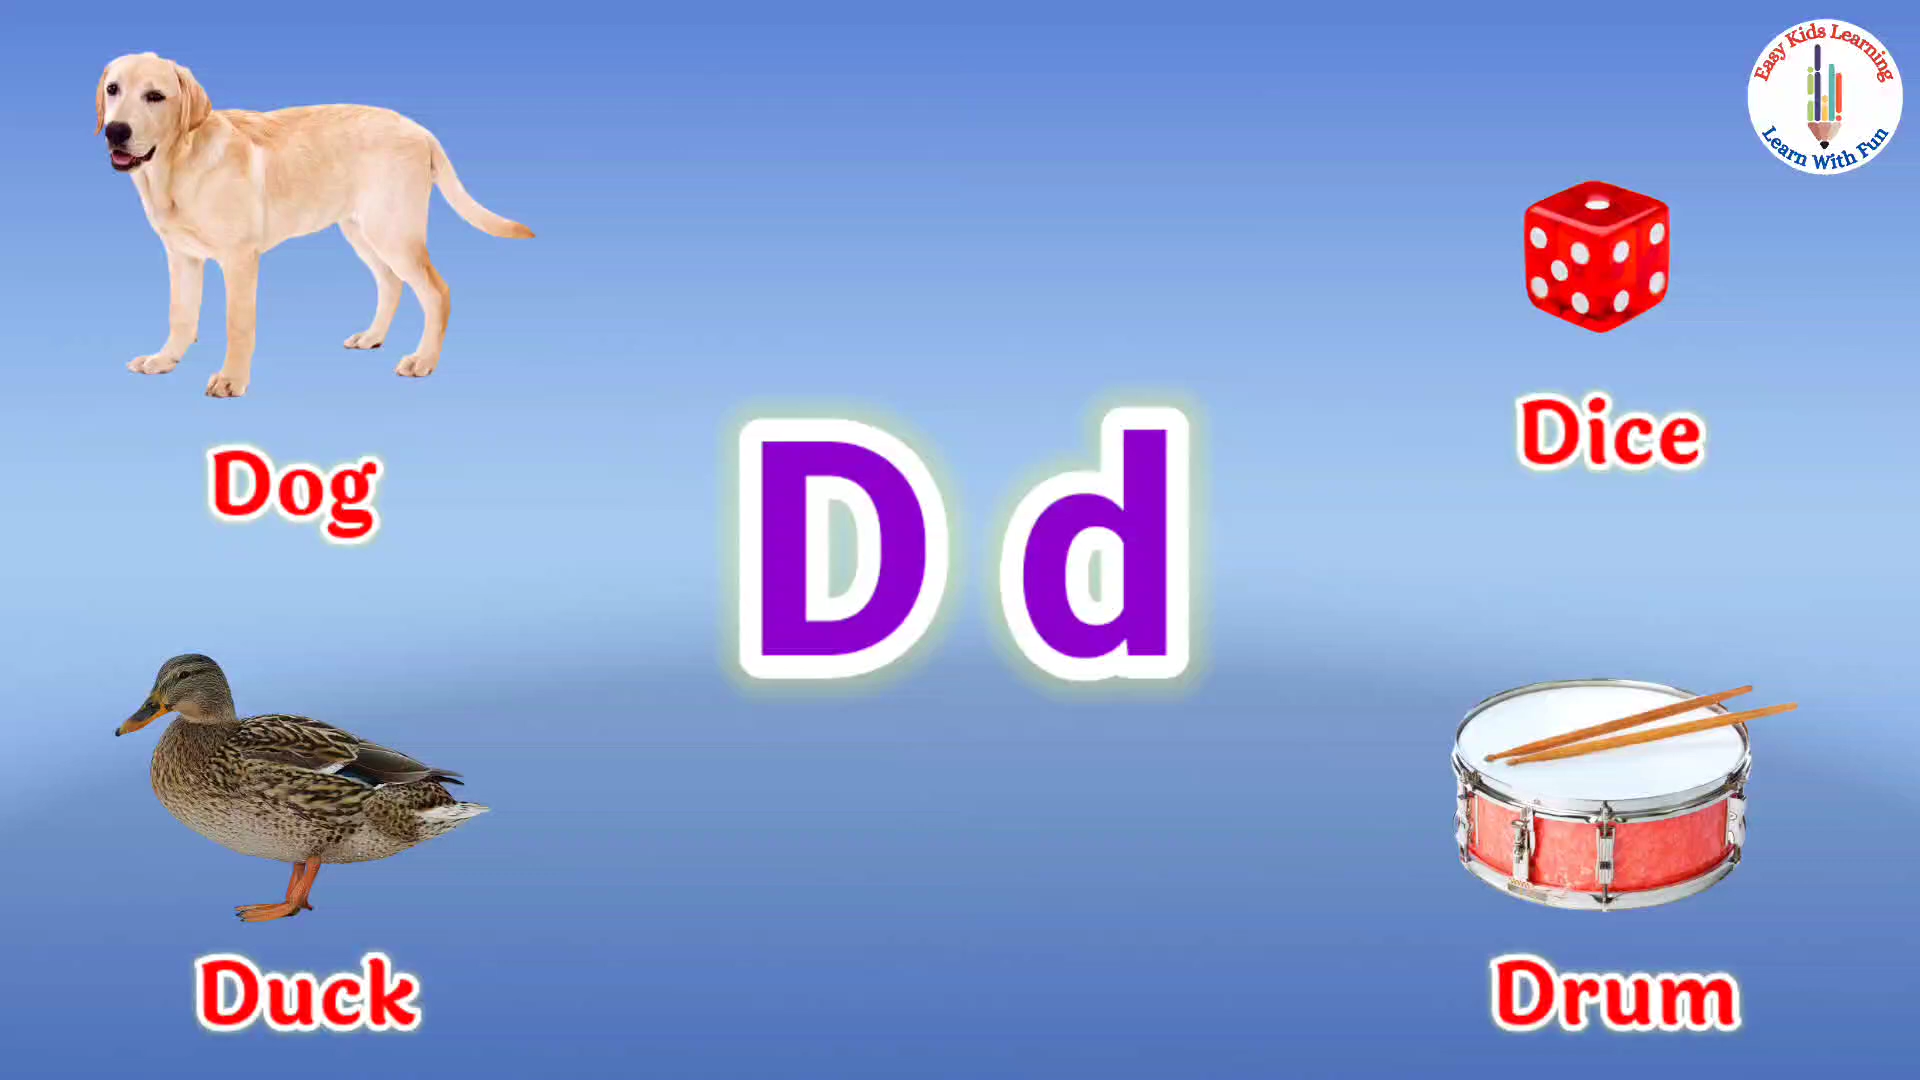 Easy Kids Learning
Learn With Fun
Dog
Dice
D d
Duck
Drum